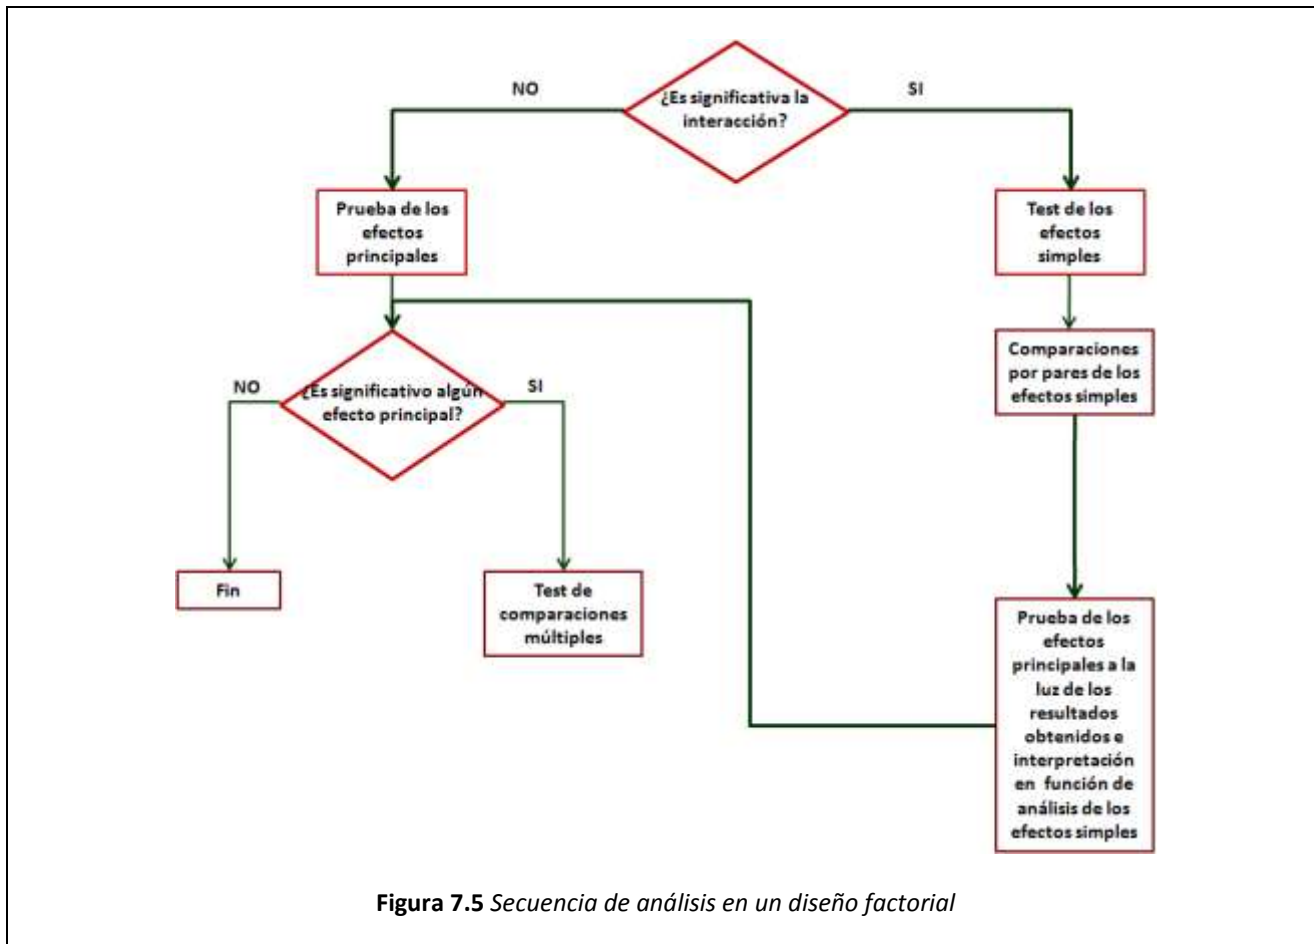 NO
¿Es significativa la
interacción?
SI
Prueba de los
efectos
principales
Test de los
efectos
simples
Comparaciones
por pares de los
efectos simples
NO
¿Es significativo algún
efecto principal?
SI
Fin
Test de
comparaciones
múltiples
Prueba de los
efectos
principales a la
luz de los
resultados
obtenidos e
interpretación
en función de
análisis de los
efectos simples
Figura 7.5 Secuencia de análisis en un diseño factorial